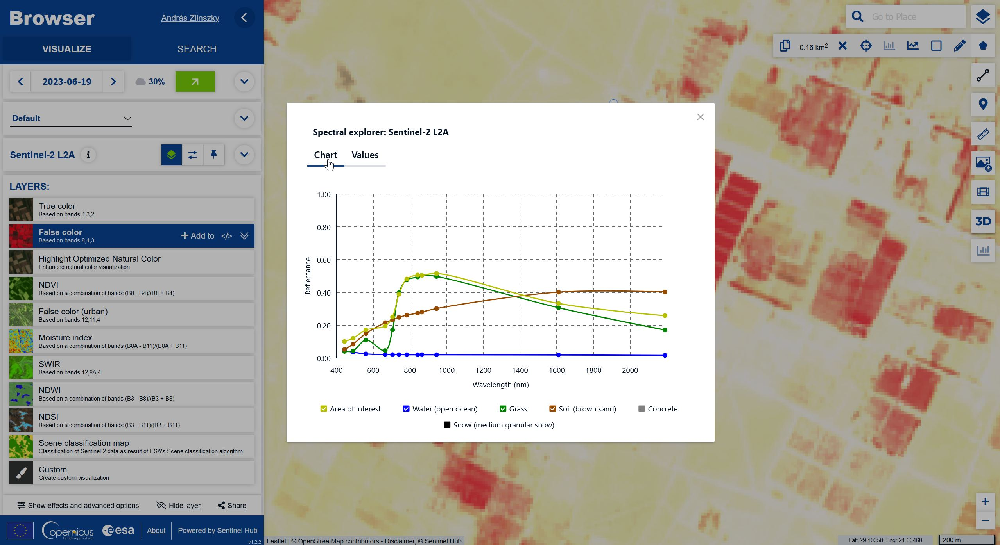 Browser
András Zlinszky
VISUALIZE
SEARCH
2023-06-19
30%
Default
Sentinel-2 L2A
i
LAYERS:
True color
Based on bands 4,3,2
False color
Based on bands 8,4,3
Add to
</>
Highlight Optimized Natural Color
Enhanced natural color visualization
NDVI
Based on a combination of bands (B8 - B4)/(B8 + B4)
False color (urban)
Based on bands 12,11,4
Moisture index
Based on a combination of bands (B8A - B11)/(B8A + B11)
SWIR
Based on bands 12,8A,4
NDWI
Based on a combination of bands (B3 - B8)/(B3 + B8)
NDSI
Based on a combination of bands (B3 - B11)/(B3 + B11)
Scene classification map
Classification of Sentinel-2 data as result of ESA's Scene classification algorithm.
Custom
Create custom visualization
Show effects and advanced options
Hide layer
Share
Copernicus
Europe's eyes on Earth
esa
About
Powered by Sentinel Hub
v1.2.2
Go to Place
0.16 km²
3D
Spectral explorer: Sentinel-2 L2A
Chart
Values
1.00
0.80
0.60
0.40
0.20
0.00
Reflectance
400 600 800 1000 1200 1400 1600 1800 2000
Wavelength (nm)
Area of interest
Water (open ocean)
Grass
Soil (brown sand)
Concrete
Snow (medium granular snow)
+
−
Leaflet | © OpenStreetMap contributors - Disclaimer, © Sentinel Hub
Lat: 29.10358, Lng: 21.33468
200 m